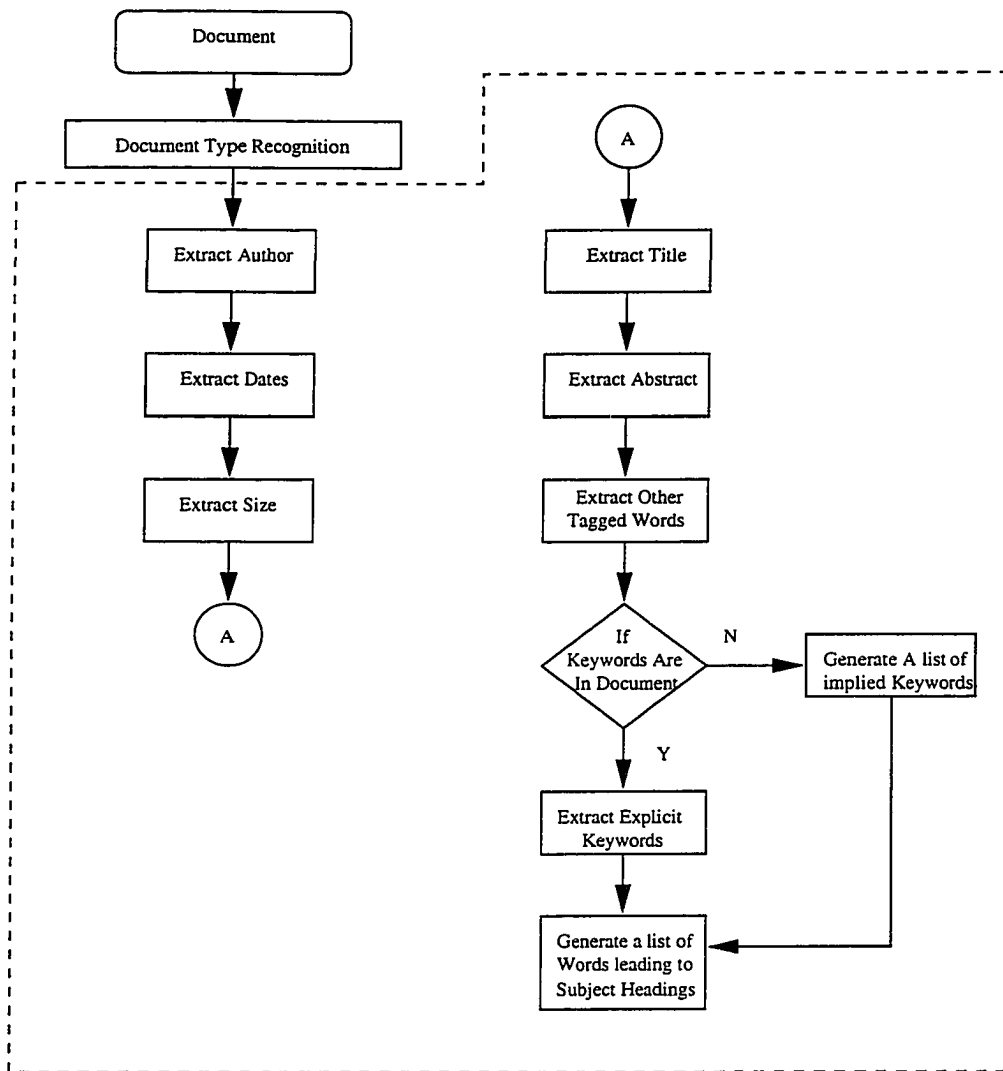 Document
Document Type Recognition
Extract Author
Extract Dates
Extract Size
A
A
Extract Title
Extract Abstract
Extract Other
Tagged Words
If
Keywords Are
In Document
N
Generate A list of
implied Keywords
Y
Extract Explicit
Keywords
Generate a list of
Words leading to
Subject Headings